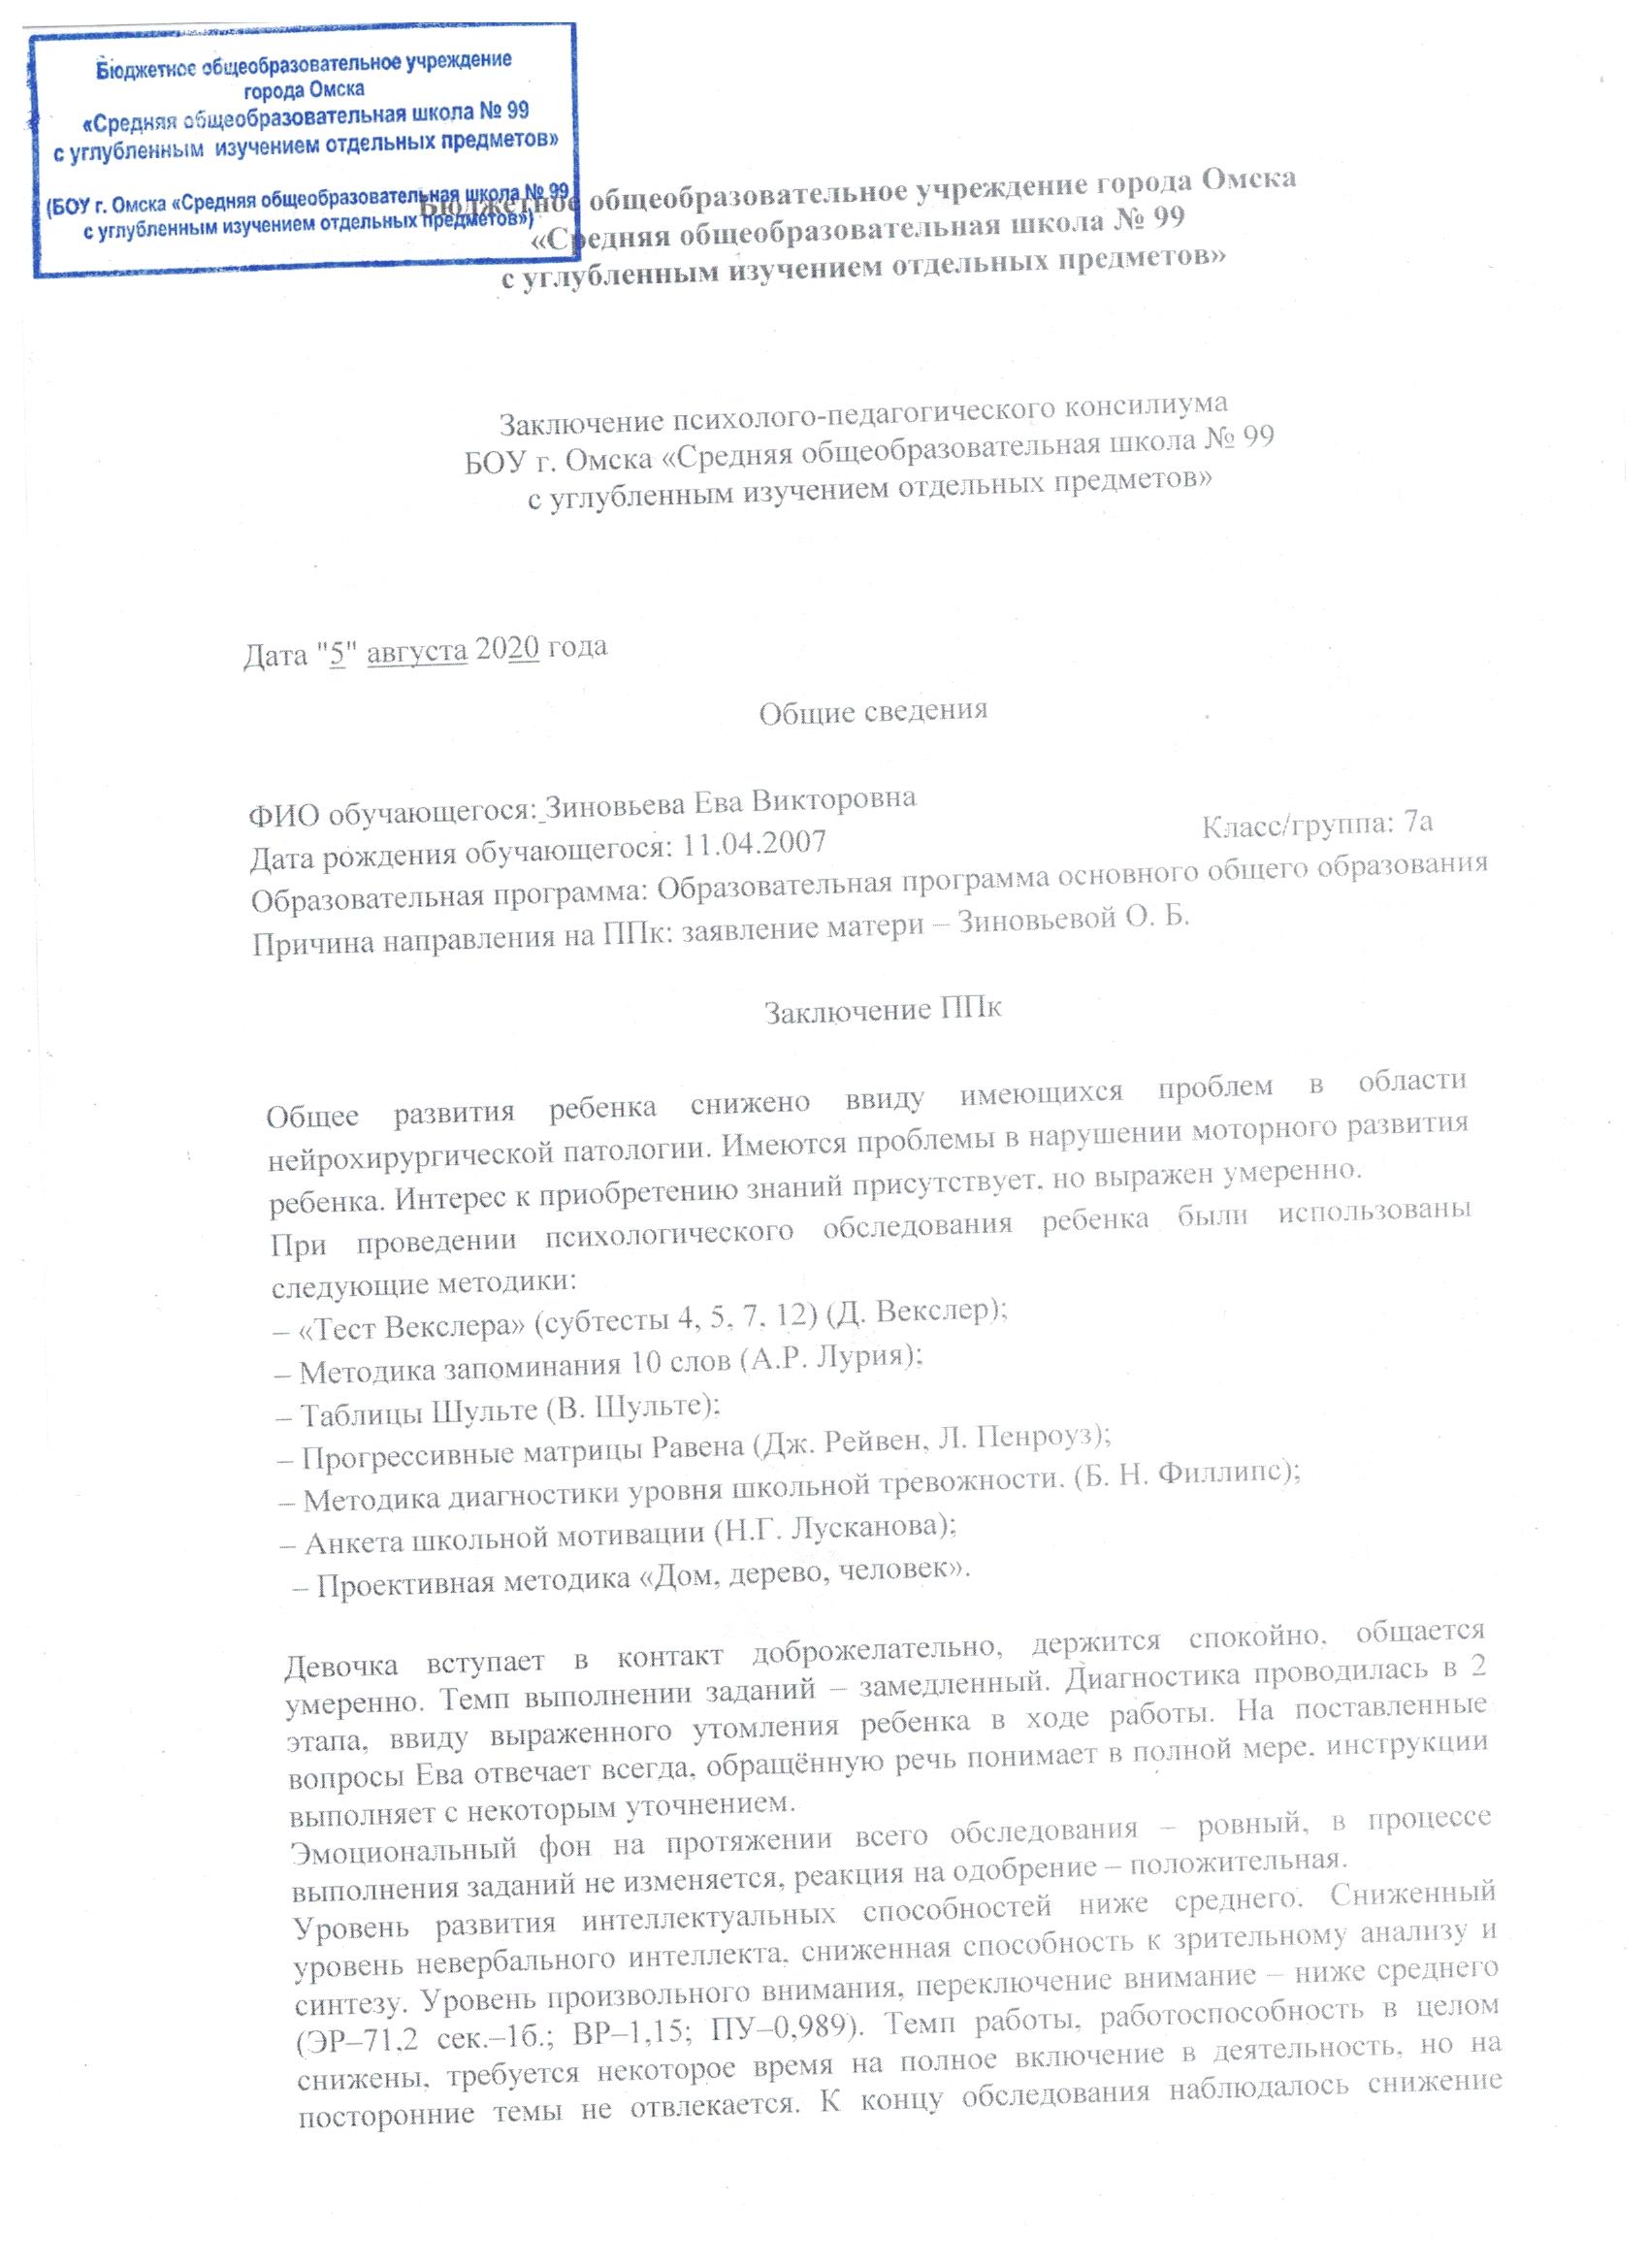 Бюджетное общеобразовательное учреждение
города Омска
«Средняя общеобразовательная школа № 99
с углубленным изучением отдельных предметов»
(БОУ г. Омска «Средняя общеобразовательная школа № 99
с углубленным изучением отдельных предметов»)
Бюджетное общеобразовательное учреждение города Омска
«Средняя общеобразовательная школа № 99
с углубленным изучением отдельных предметов»
Заключение психолого-педагогического консилиума
БОУ г. Омска «Средняя общеобразовательная школа № 99
с углубленным изучением отдельных предметов»
Дата "5" августа 2020 года
Общие сведения
ФИО обучающегося: Зиновьева Ева Викторовна
Дата рождения обучающегося: 11.04.2007 Класс/группа: 7а
Образовательная программа: Образовательная программа основного общего образования
Причина направления на ППк: заявление матери – Зиновьевой О. Б.
Заключение ППк
Общее развития ребенка снижено ввиду имеющихся проблем в области
нейрохирургической патологии. Имеются проблемы в нарушении моторного развития
ребенка. Интерес к приобретению знаний присутствует, но выражен умеренно.
При проведении психологического обследования ребенка были использованы
следующие методики:
– «Тест Векслера» (субтесты 4, 5, 7, 12) (Д. Векслер);
– Методика запоминания 10 слов (А.Р. Лурия);
– Таблицы Шульте (В. Шульте);
– Прогрессивные матрицы Равена (Дж. Рейвен, Л. Пенроуз);
– Методика диагностики уровня школьной тревожности. (Б. Н. Филлипс);
– Анкета школьной мотивации (Н.Г. Лусканова);
– Проективная методика «Дом, дерево, человек».
Девочка вступает в контакт доброжелательно, держится спокойно, общается
умеренно. Темп выполнении заданий – замедленный. Диагностика проводилась в 2
этапа, ввиду выраженного утомления ребенка в ходе работы. На поставленные
вопросы Ева отвечает всегда, обращённую речь понимает в полной мере, инструкции
выполняет с некоторым уточнением.
Эмоциональный фон на протяжении всего обследования – ровный, в процессе
выполнения заданий не изменяется, реакция на одобрение – положительная.
Уровень развития интеллектуальных способностей ниже среднего. Сниженный
уровень невербального интеллекта, сниженная способность к зрительному анализу и
синтезу. Уровень произвольного внимания, переключение внимание – ниже среднего
(ЭР–71,2 сек.–1б.; ВР–1,15; ПУ–0,989). Темп работы, работоспособность в целом
снижены, требуется некоторое время на полное включение в деятельность, но на
посторонние темы не отвлекается. К концу обследования наблюдалось снижение